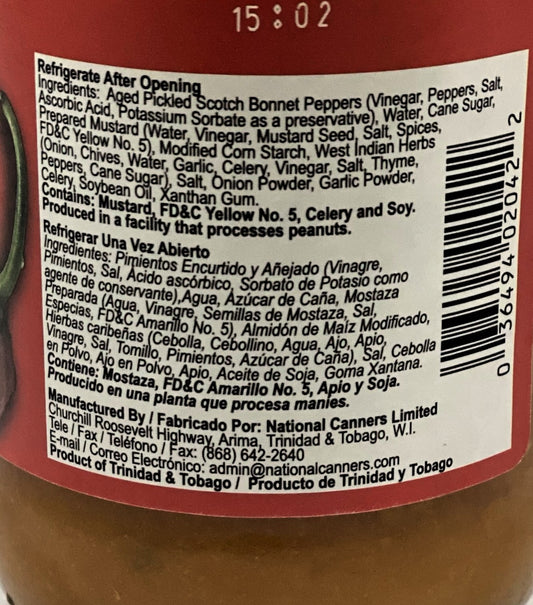 15:02
Refrigerate After Opening
Ingredients: Aged Pickled Scotch Bonnet Peppers (Vinegar, Peppers, Salt,
Ascorbic Acid, Potassium Sorbate as a preservative), Water, Cane Sugar,
Prepared Mustard (Water, Vinegar, Mustard Seed, Salt, Spices,
FD&C Yellow No. 5), Modified Corn Starch, West Indian Herbs
(Onion, Chives, Water, Garlic, Celery, Vinegar, Salt, Thyme,
Peppers, Cane Sugar), Salt, Onion Powder, Garlic Powder,
Celery, Soybean Oil, Xanthan Gum.
Contains: Mustard, FD&C Yellow No. 5, Celery and Soy.
Produced in a facility that processes peanuts.
Refrigerar Una Vez Abierto
Ingredientes: Pimientos Encurtido y Añejado (Vinagre,
Pimientos, Sal, Ácido ascórbico, Sorbato de Potasio como
agente de conservante),Agua, Azúcar de Caña, Mostaza
Preparada (Agua, Vinagre, Semillas de Mostaza, Sal,
Especias, FD&C Amarillo No. 5), Almidón de Maíz Modificado,
Hierbas caribeñas (Cebolla, Cebollino, Agua, Ajo, Apio,
Vinagre, Sal, Tomillo, Pimientos, Azúcar de Caña), Sal, Cebolla
en Polvo, Ajo en Polvo, Apio, Aceite de Soja, Goma Xantana.
Contiene: Mostaza, FD&C Amarillo No. 5, Apio y Soja.
Producido en una planta que procesa maníes.
Manufactured By / Fabricado Por: National Canners Limited
Churchill Roosevelt Highway, Arima, Trinidad & Tobago, W.I.
Tele / Fax / Teléfono / Fax: (868) 642-2640
E-mail / Correo Electrónico: admin@nationalcanners.com
Product of Trinidad & Tobago / Producto de Trinidad y Tobago
0 36494 02042 2